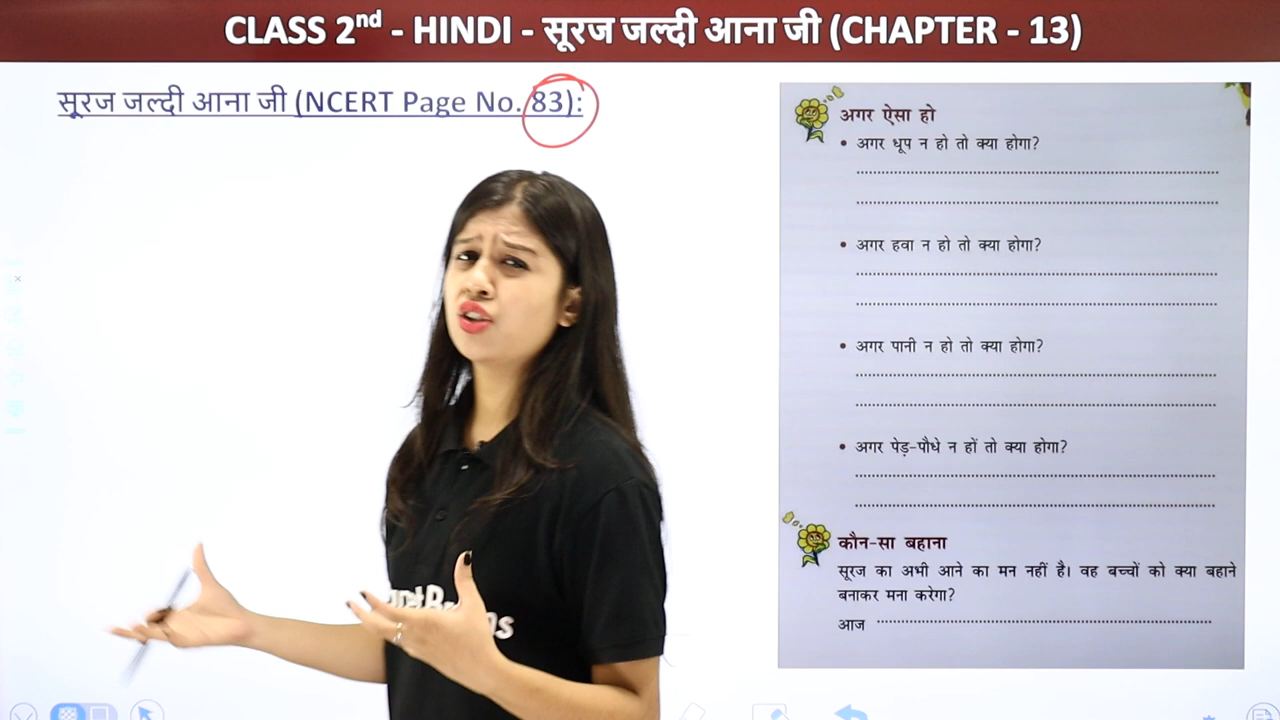 CLASS 2nd - HINDI - सूरज जल्दी आना जी (CHAPTER - 13)
सूरज जल्दी आना जी (NCERT Page No. 83):
अगर ऐसा हो
• अगर धूप न हो तो क्या होगा?
• अगर हवा न हो तो क्या होगा?
• अगर पानी न हो तो क्या होगा?
• अगर पेड़-पौधे न हों तो क्या होगा?
कौन-सा बहाना
सूरज का अभी आने का मन नहीं है। वह बच्चों को क्या बहाने
बनाकर मना करेगा?
आज